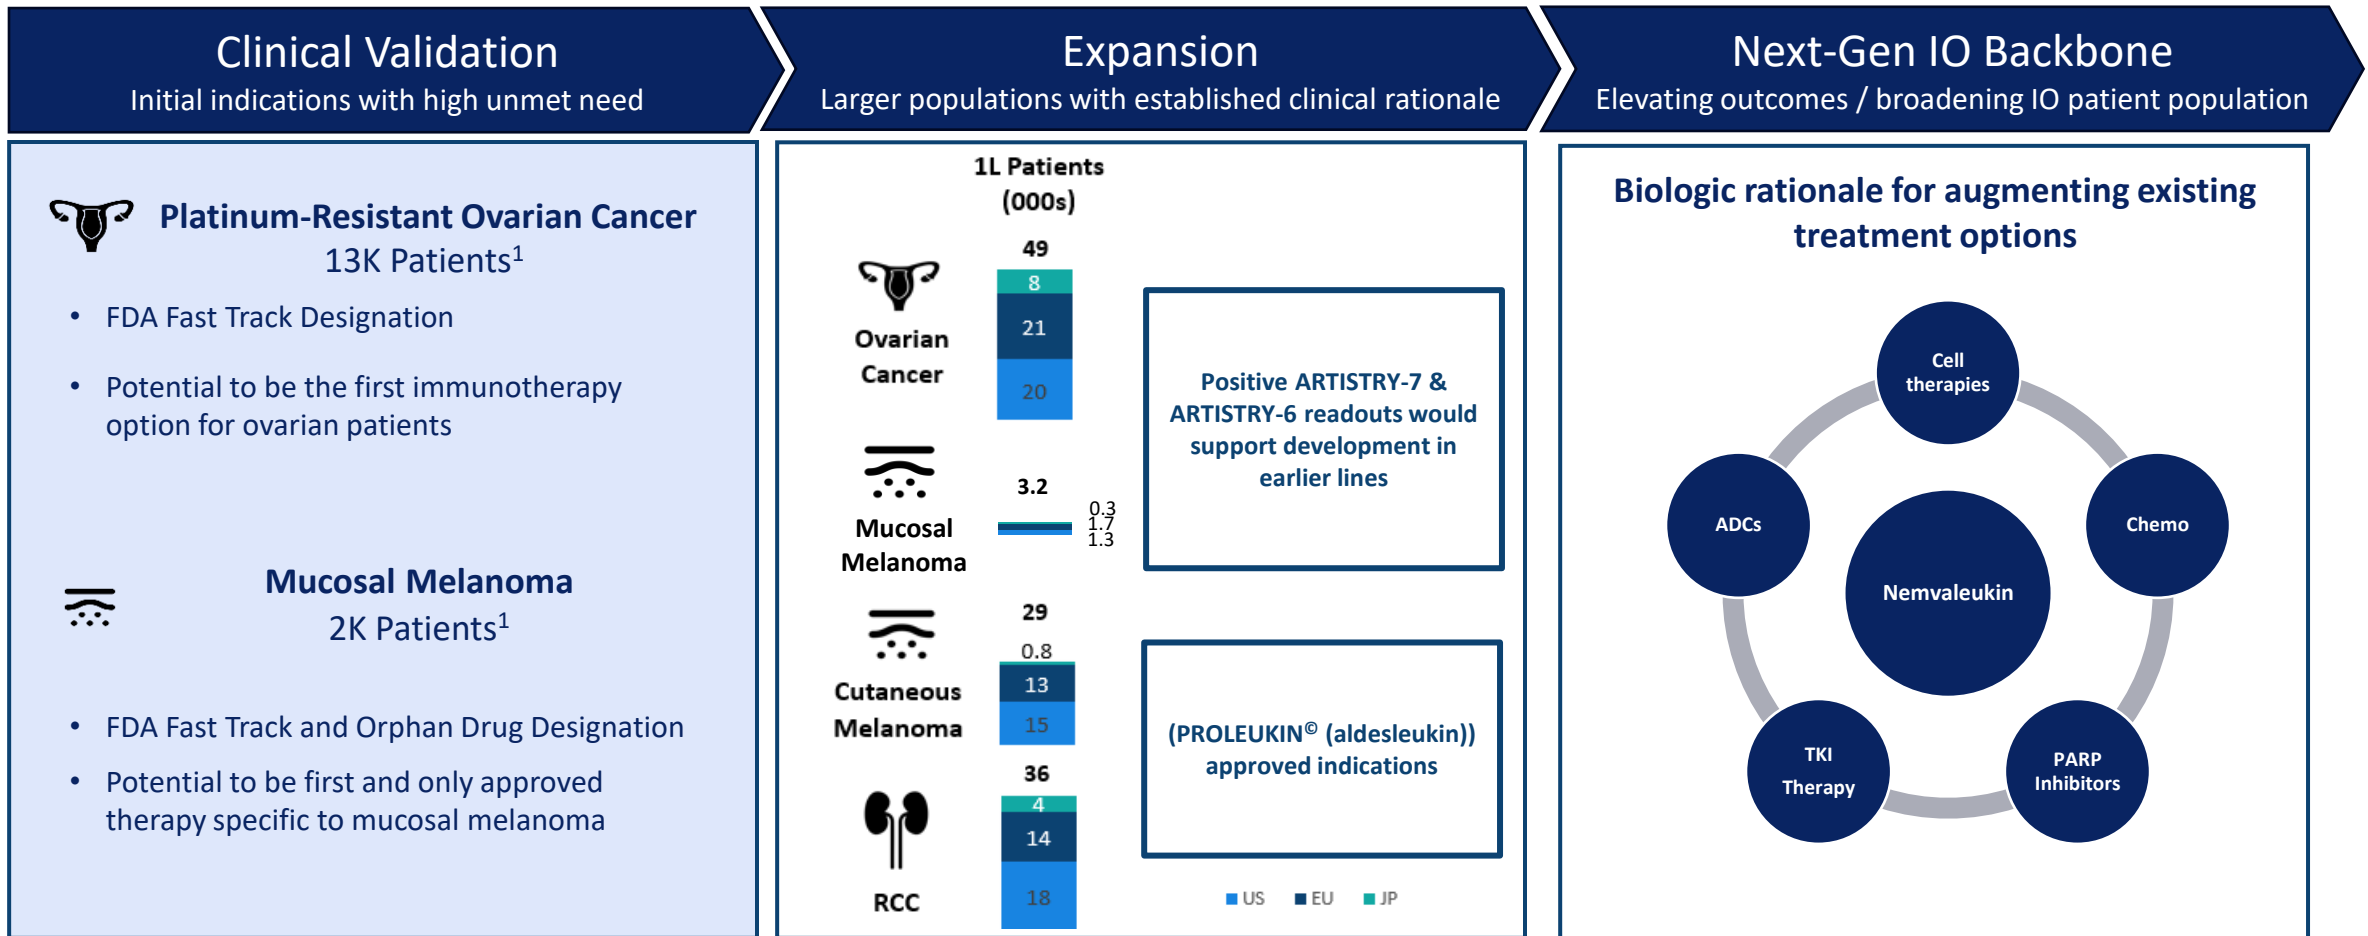 Clinical Validation
Initial indications with high unmet need
Expansion
Larger populations with established clinical rationale
Next-Gen IO Backbone
Elevating outcomes / broadening IO patient population
Platinum-Resistant Ovarian Cancer
13K Patients¹
• FDA Fast Track Designation
• Potential to be the first immunotherapy
option for ovarian patients
Mucosal Melanoma
2K Patients¹
• FDA Fast Track and Orphan Drug Designation
• Potential to be first and only approved
therapy specific to mucosal melanoma
1L Patients
(000s)
49
8
21
20
Ovarian
Cancer
3.2
0.3
1.7
1.3
Mucosal
Melanoma
29
0.8
13
15
Cutaneous
Melanoma
36
4
14
18
RCC
Positive ARTISTRY-7 &
ARTISTRY-6 readouts would
support development in
earlier lines
(PROLEUKIN© (aldesleukin))
approved indications
US
EU
JP
Biologic rationale for augmenting existing
treatment options
Cell
therapies
ADCs
Chemo
Nemvaleukin
TKI
Therapy
PARP
Inhibitors